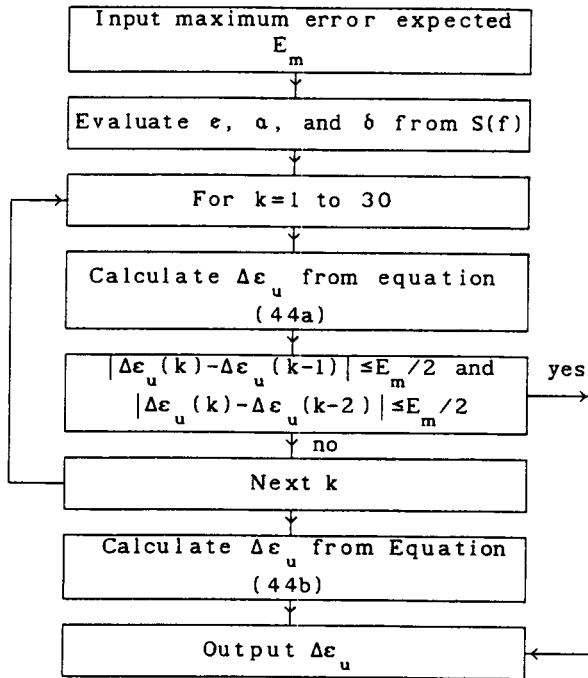 Input maximum error expected
E_m
Evaluate e, α, and δ from S(f)
For k=1 to 30
Calculate Δε_u from equation
(44a)
|Δε_u(k)-Δε_u(k-1)|≤E_m/2 and
yes
|Δε_u(k)-Δε_u(k-2)|≤E_m/2
no
Next k
Calculate Δε_u from Equation
(44b)
Output Δε_u